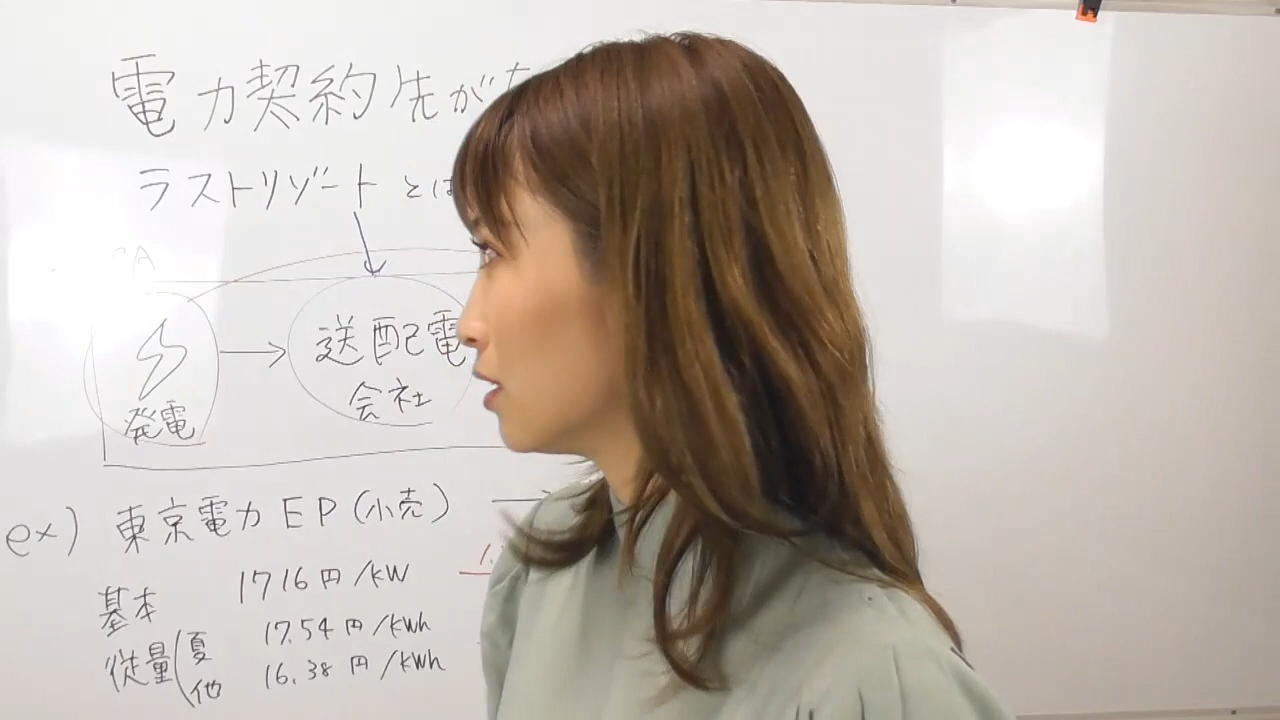 電力契約先がな
ラストリゾートとは
発電
送配電
会社
ex) 東京電力EP(小売)
基本 1716円/kW
従量(夏 17.54円/kWh
他 16.38円/kWh